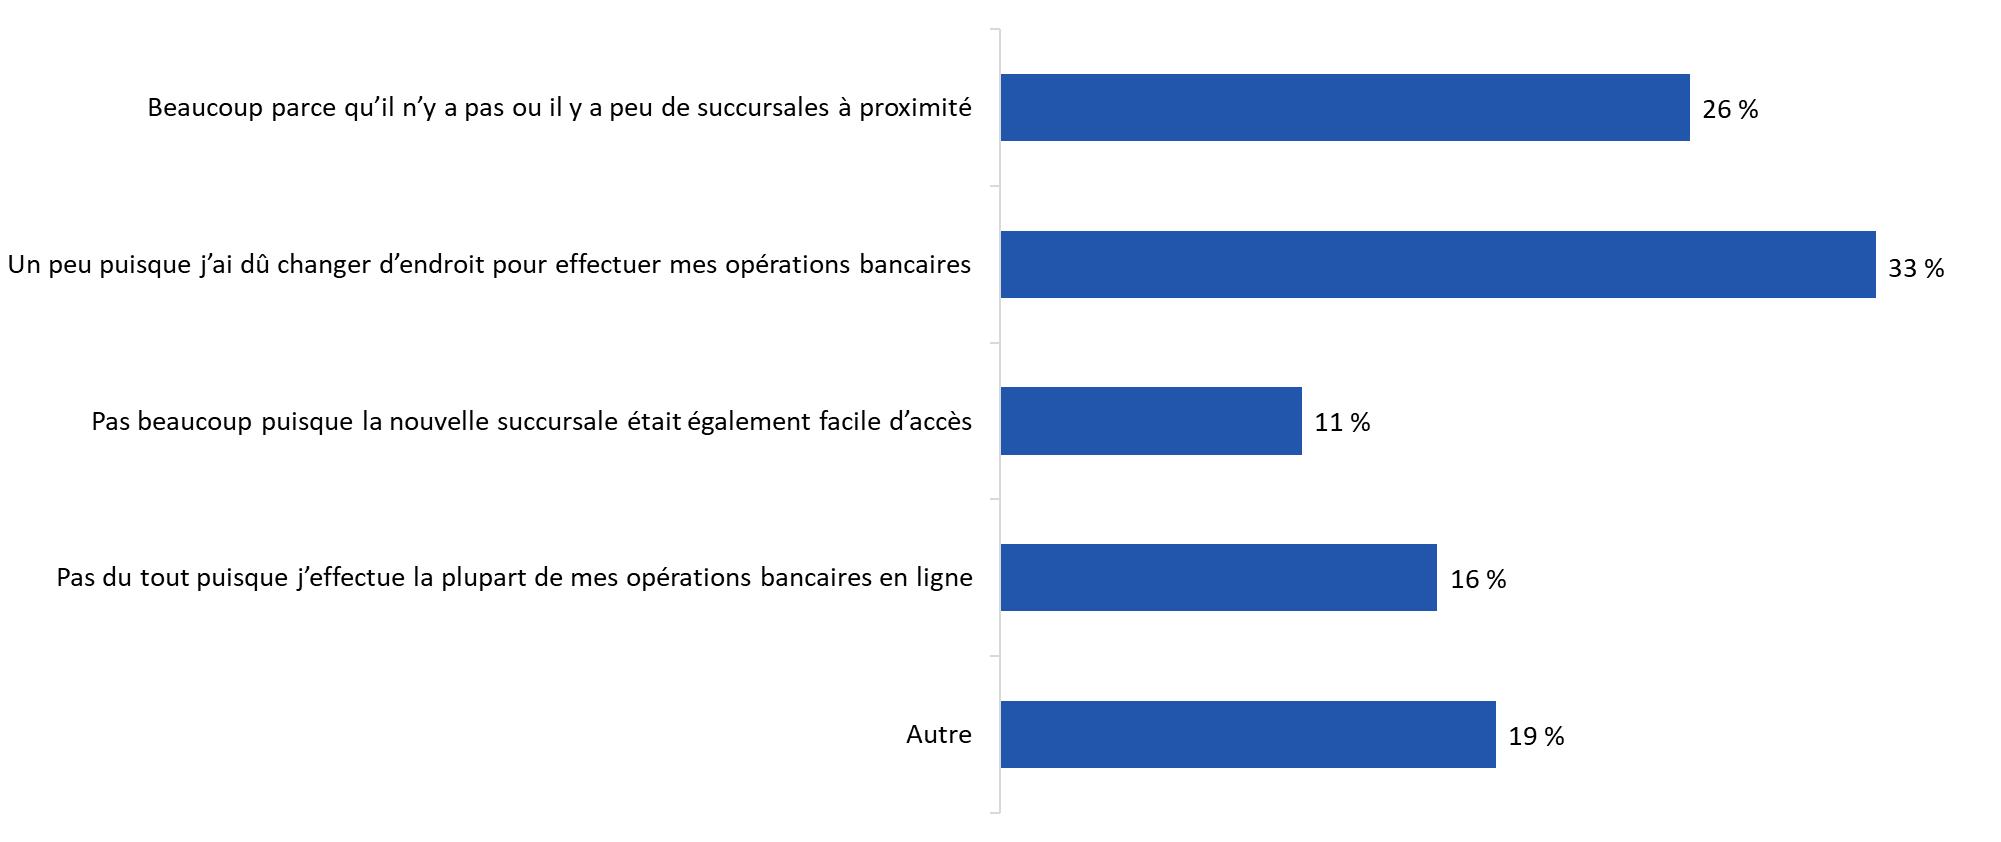 Beaucoup parce qu’il n’y a pas ou il y a peu de succursales à proximité
26 %
Un peu puisque j’ai dû changer d’endroit pour effectuer mes opérations bancaires
33 %
Pas beaucoup puisque la nouvelle succursale était également facile d’accès
11 %
Pas du tout puisque j’effectue la plupart de mes opérations bancaires en ligne
16 %
Autre
19 %